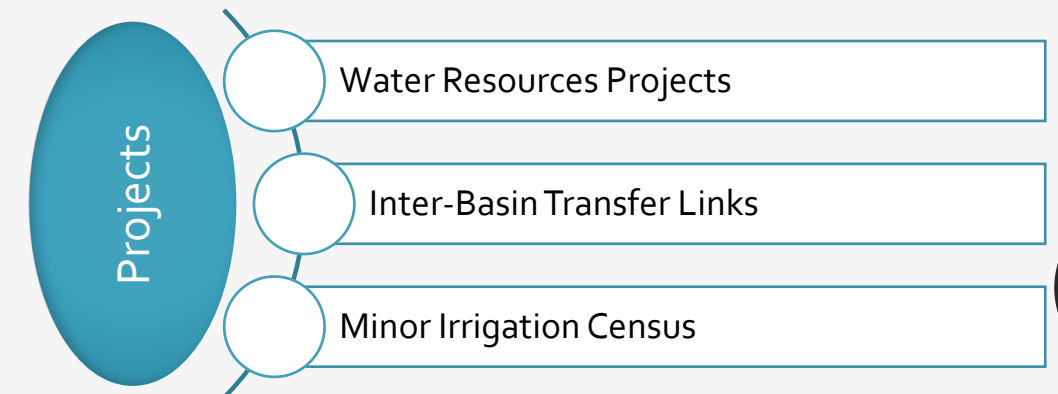 Projects
Water Resources Projects
Inter-Basin Transfer Links
Minor Irrigation Census